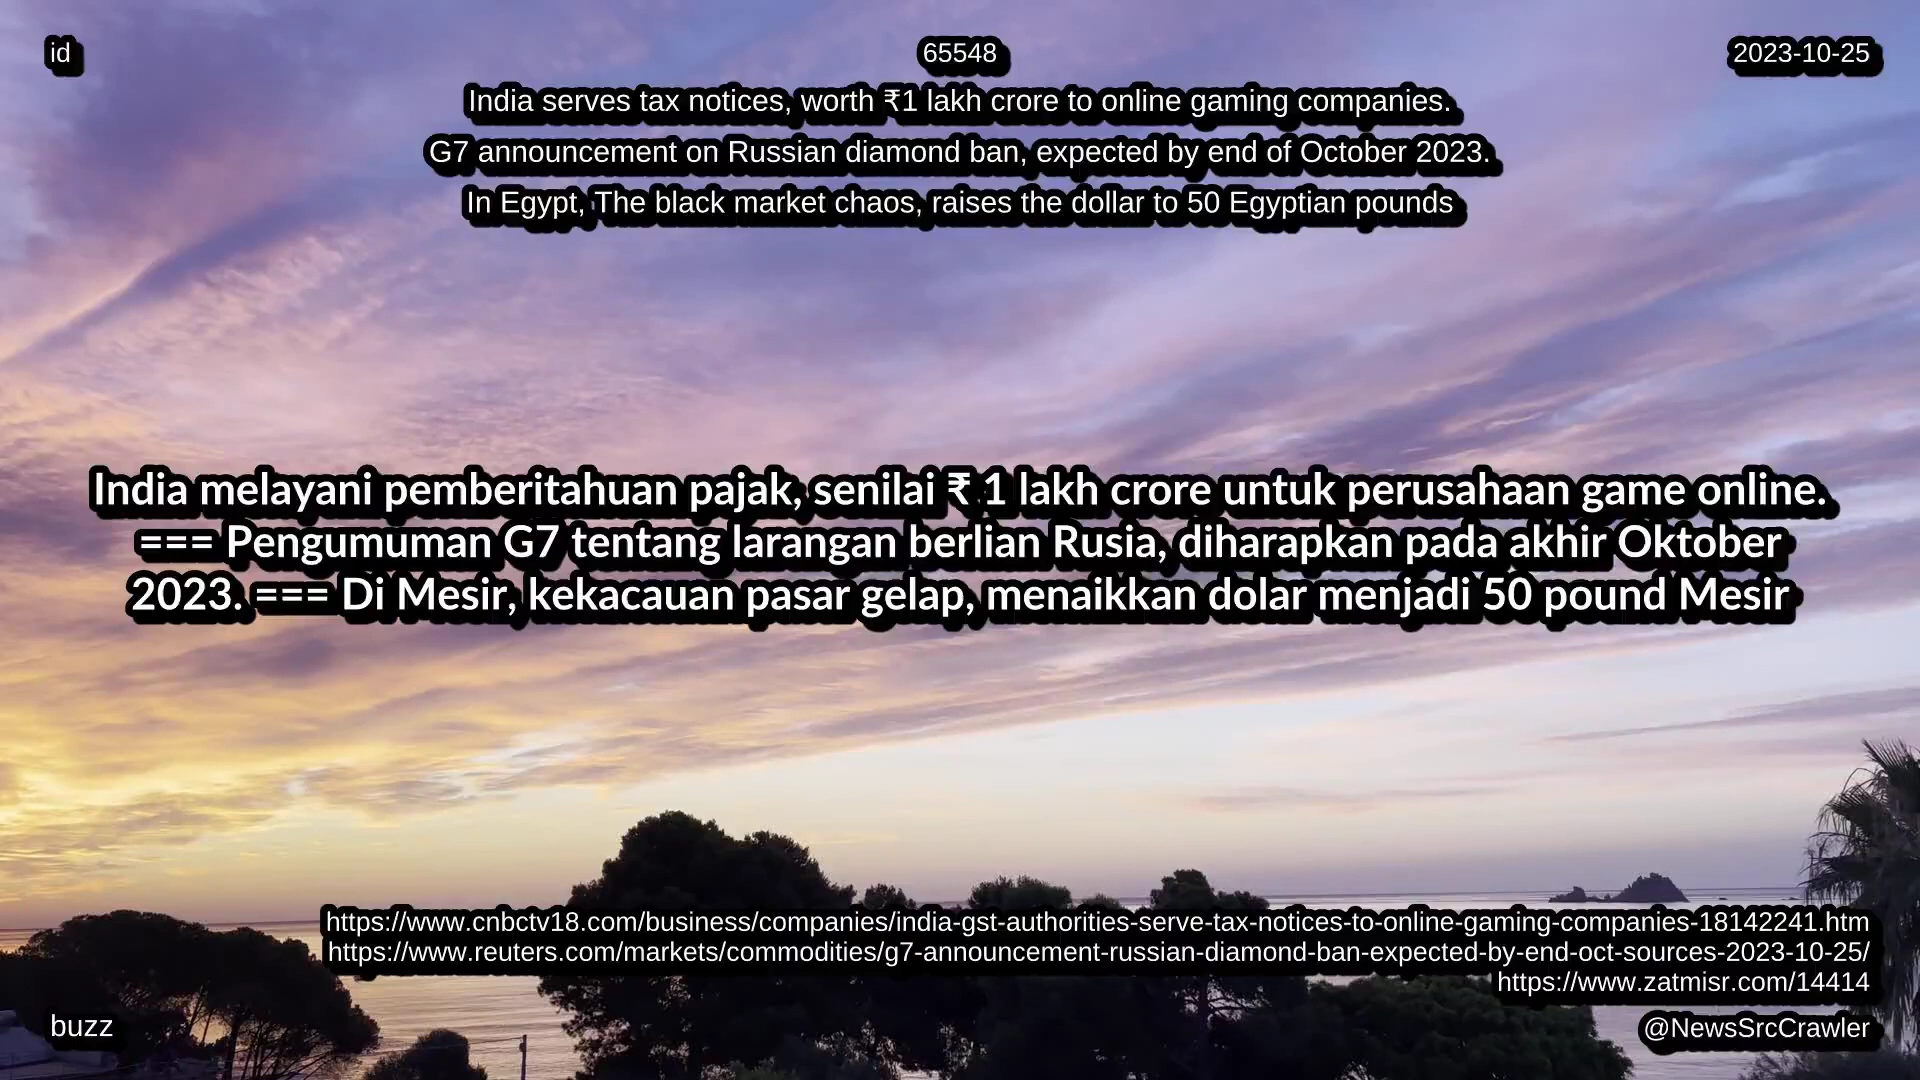 id
65548
2023-10-25
India serves tax notices, worth ₹1 lakh crore to online gaming companies.
G7 announcement on Russian diamond ban, expected by end of October 2023.
In Egypt, The black market chaos, raises the dollar to 50 Egyptian pounds
India melayani pemberitahuan pajak, senilai ₹ 1 lakh crore untuk perusahaan game online.
=== Pengumuman G7 tentang larangan berlian Rusia, diharapkan pada akhir Oktober
2023. === Di Mesir, kekacauan pasar gelap, menaikkan dolar menjadi 50 pound Mesir
https://www.cnbctv18.com/business/companies/india-gst-authorities-serve-tax-notices-to-online-gaming-companies-18142241.htm
https://www.reuters.com/markets/commodities/g7-announcement-russian-diamond-ban-expected-by-end-oct-sources-2023-10-25/
https://www.zatmisr.com/14414
buzz
@NewsSrcCrawler